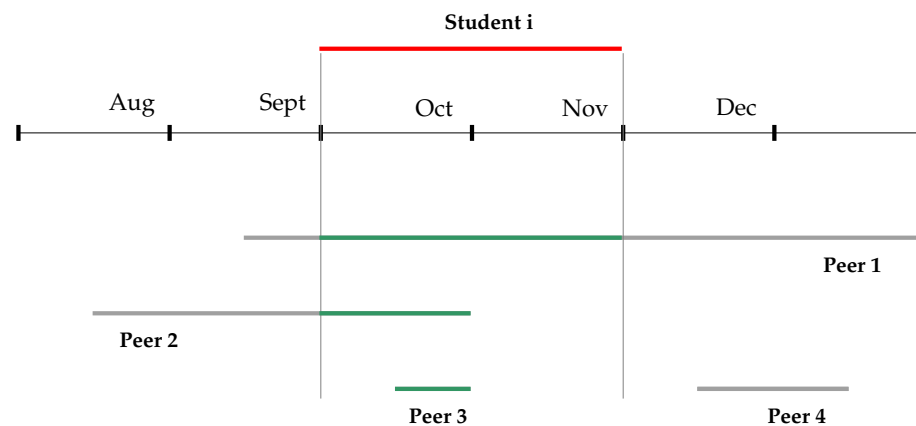 Student i
Aug
Sept
Oct
Nov
Dec
Peer 1
Peer 2
Peer 3
Peer 4